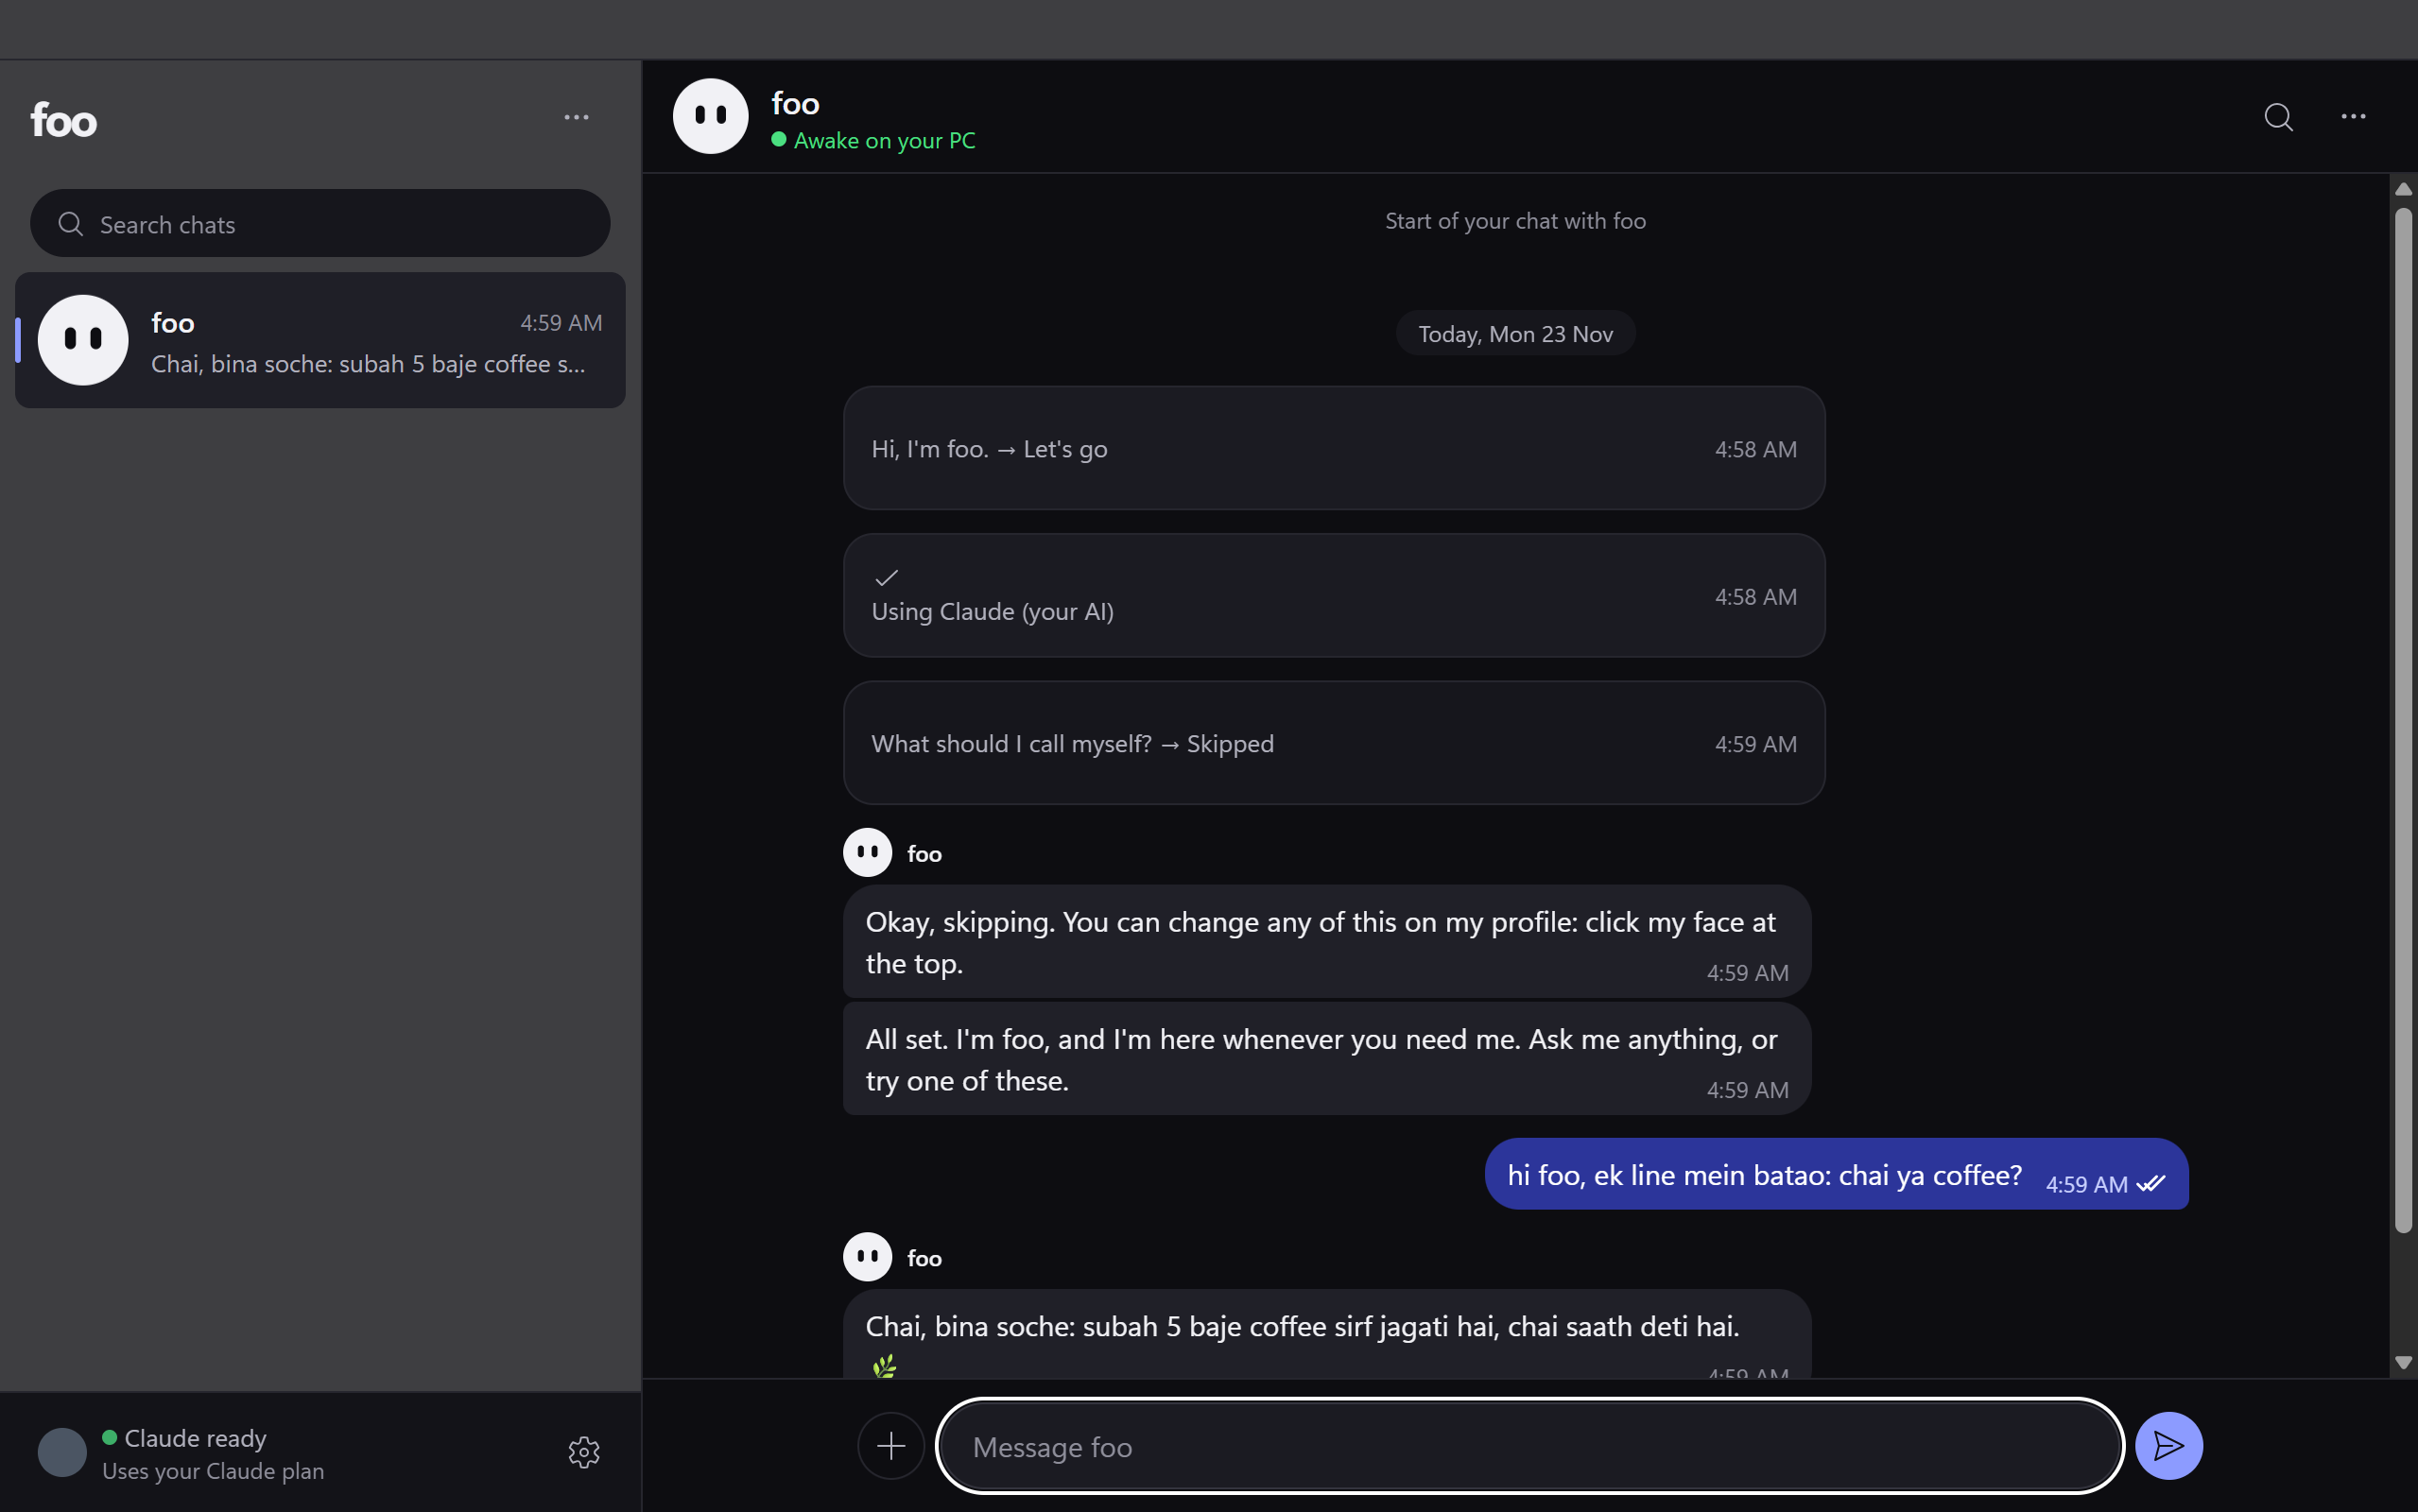 foo
Search chats
foo
4:59 AM
Chai, bina soche: subah 5 baje coffee s...
Claude ready
Uses your Claude plan
foo
Awake on your PC
Start of your chat with foo
Today, Mon 23 Nov
Hi, I'm foo. → Let's go
4:58 AM
Using Claude (your AI)
4:58 AM
What should I call myself? → Skipped
4:59 AM
foo
Okay, skipping. You can change any of this on my profile: click my face at
the top.
4:59 AM
All set. I'm foo, and I'm here whenever you need me. Ask me anything, or
try one of these.
4:59 AM
hi foo, ek line mein batao: chai ya coffee?
4:59 AM
foo
Chai, bina soche: subah 5 baje coffee sirf jagati hai, chai saath deti hai.
🌿
4:59 AM
Message foo